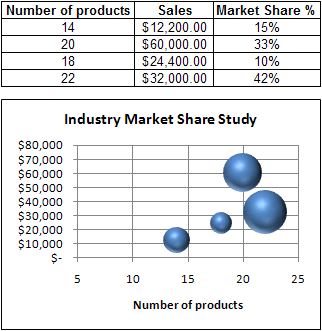 Number of products Sales Market Share %
14 $12,200.00 15%
20 $60,000.00 33%
18 $24,400.00 10%
22 $32,000.00 42%
Industry Market Share Study
$80,000
$70,000
$60,000
$50,000
$40,000
$30,000
$20,000
$10,000
$-
5 10 15 20 25
Number of products